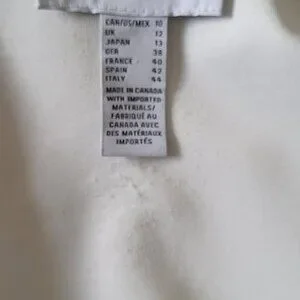 CAN/US/MEX 10
UK 12
JAPAN 13
GER 38
FRANCE 40
SPAIN 42
ITALY 44
MADE IN CANADA
WITH IMPORTED
MATERIALS/
FABRIQUÉ AU
CANADA AVEC
DES MATÉRIAUX
IMPORTÉS